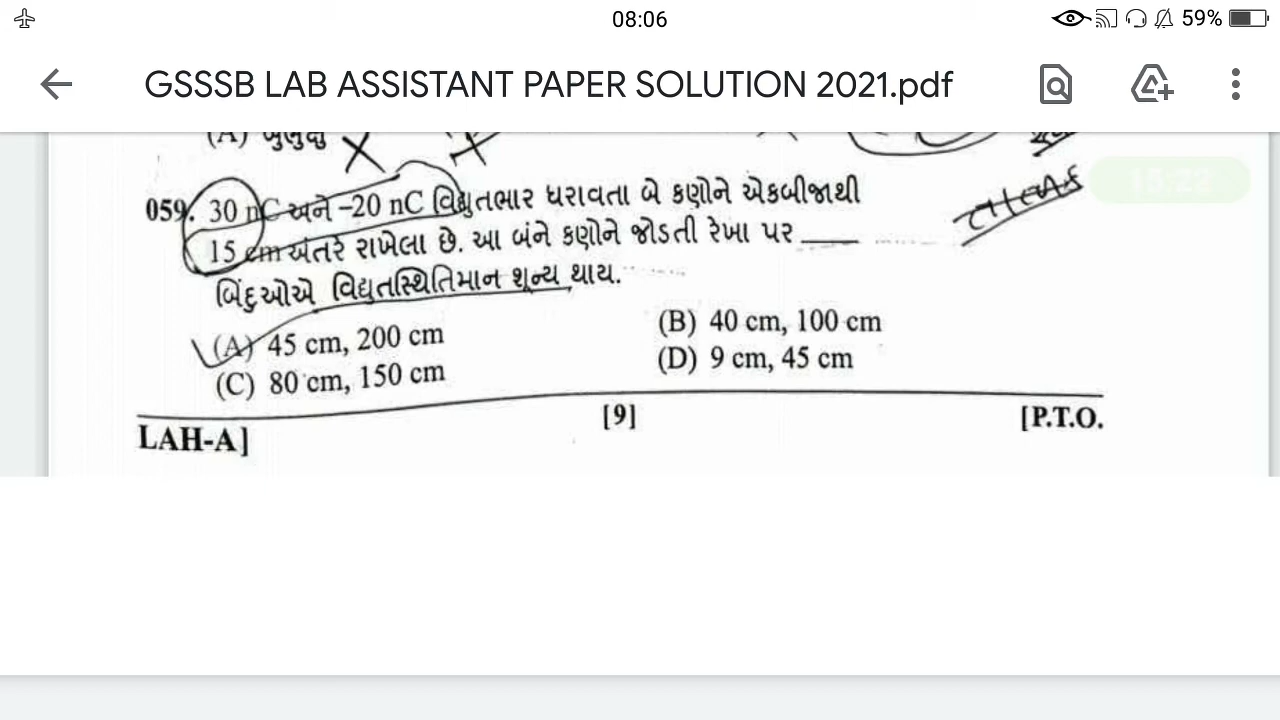 08:06
59%
GSSSB LAB ASSISTANT PAPER SOLUTION 2021.pdf
(A) બુભુક્ષુ
059. 30 nC અને –20 nC વિદ્યુતભાર ધરાવતા બે કણોને એકબીજાથી
15 cm અંતરે રાખેલા છે. આ બંને કણોને જોડતી રેખા પર ____
બિંદુઓએ વિદ્યુતસ્થિતિમાન શૂન્ય થાય.
(A) 45 cm, 200 cm
(B) 40 cm, 100 cm
(C) 80 cm, 150 cm
(D) 9 cm, 45 cm
LAH-A]
[9]
[P.T.O.